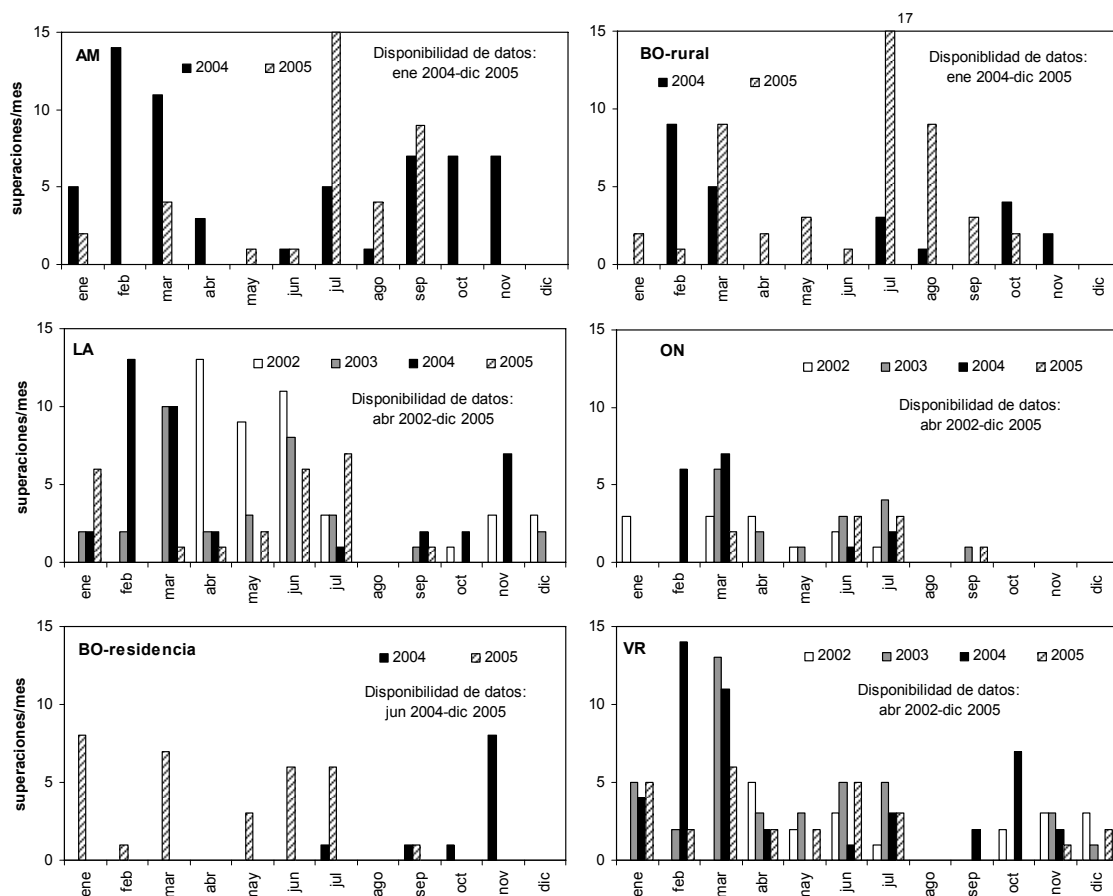 17
15
10
5
0
superaciones/mes
AM
2004
2005
Disponibilidad de datos:
ene 2004-dic 2005
ene
feb
mar
abr
may
jun
jul
ago
sep
oct
nov
dic
15
10
5
0
BO-rural
2004
2005
Disponiblidad de datos:
ene 2004-dic 2005
ene
feb
mar
abr
may
jun
jul
ago
sep
oct
nov
dic
15
10
5
0
superaciones/mes
LA
2002
2003
2004
2005
Disponibilidad de datos:
abr 2002-dic 2005
ene
feb
mar
abr
may
jun
jul
ago
sep
oct
nov
dic
15
10
5
0
ON
2002
2003
2004
2005
Disponibilidad de datos:
abr 2002-dic 2005
ene
feb
mar
abr
may
jun
jul
ago
sep
oct
nov
dic
15
10
5
0
superaciones/mes
BO-residencia
2004
2005
Disponibilidad de datos:
jun 2004-dic 2005
ene
feb
mar
abr
may
jun
jul
ago
sep
oct
nov
dic
15
10
5
0
VR
2002
2003
2004
2005
Disponibilidad de datos:
abr 2002-dic 2005
ene
feb
mar
abr
may
jun
jul
ago
sep
oct
nov
dic